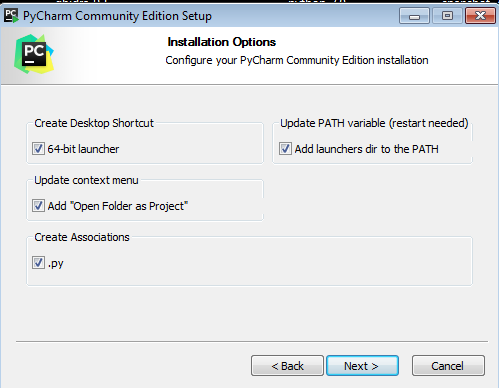 PyCharm Community Edition Setup
PC
Installation Options
Configure your PyCharm Community Edition installation
Create Desktop Shortcut
64-bit launcher
Update PATH variable (restart needed)
Add launchers dir to the PATH
Update context menu
Add "Open Folder as Project"
Create Associations
.py
< Back
Next >
Cancel